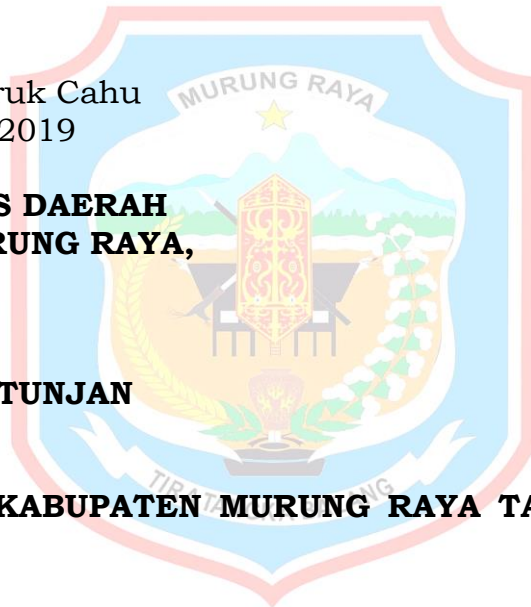 MURUNG RAYA
ruk Cahu
2019
S DAERAH
RUNG RAYA,
TUNJAN
KABUPATEN MURUNG RAYA TA